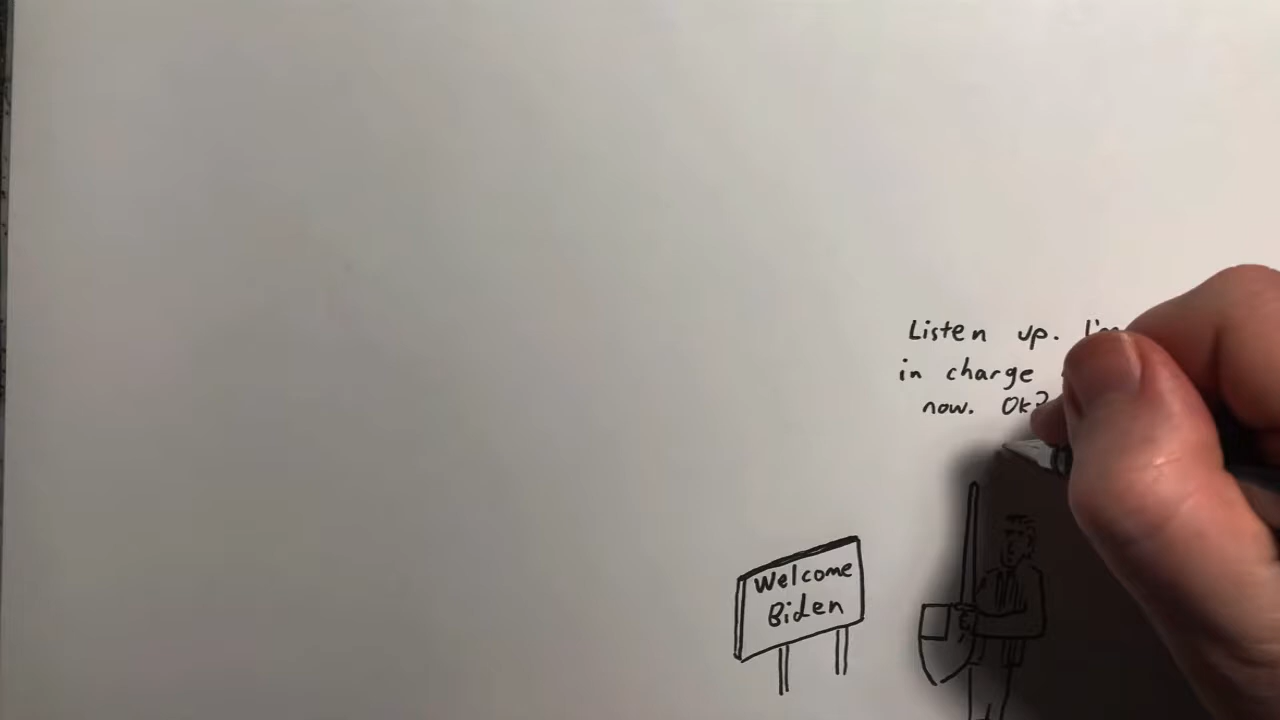 Listen up. I'm
in charge
now. Ok?
Welcome
Biden